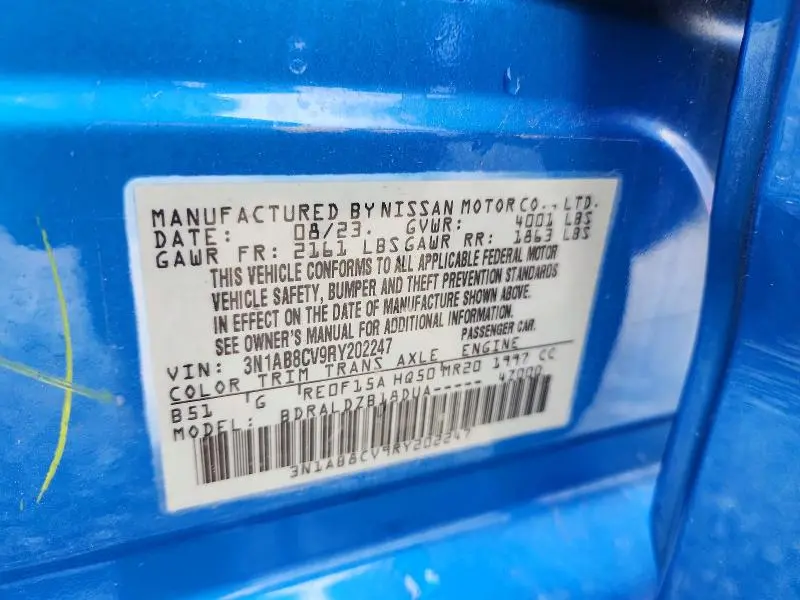 MANUFACTURED BY NISSAN MOTOR CO., LTD.
DATE: 08/23. GVWR: 4001 LBS
GAWR FR: 2161 LBS GAWR RR: 1863 LBS
THIS VEHICLE CONFORMS TO ALL APPLICABLE FEDERAL MOTOR
VEHICLE SAFETY, BUMPER AND THEFT PREVENTION STANDARDS
IN EFFECT ON THE DATE OF MANUFACTURE SHOWN ABOVE.
SEE OWNER'S MANUAL FOR ADDITIONAL INFORMATION.
VIN: 3N1AB8CV9RY202247 PASSENGER CAR.
COLOR TRIM TRANS AXLE ENGINE
B51 G RE0F15A HQ50 MR20 1997 CC
MODEL: BDRALDZB18DUA----- 47000
3N1AB8CV9RY202247